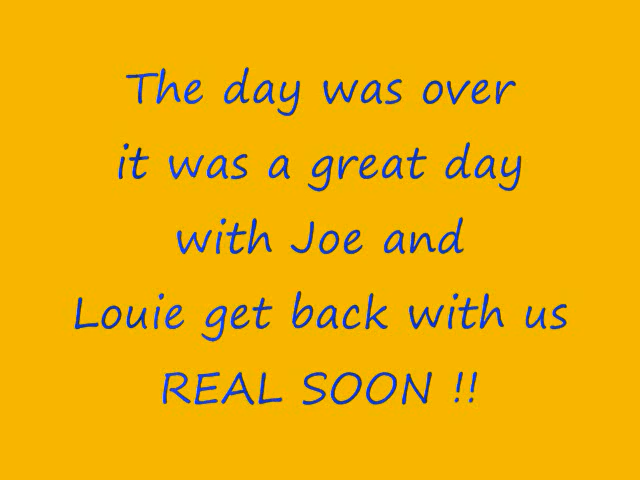 The day was over
it was a great day
with Joe and
Louie get back with us
REAL SOON !!